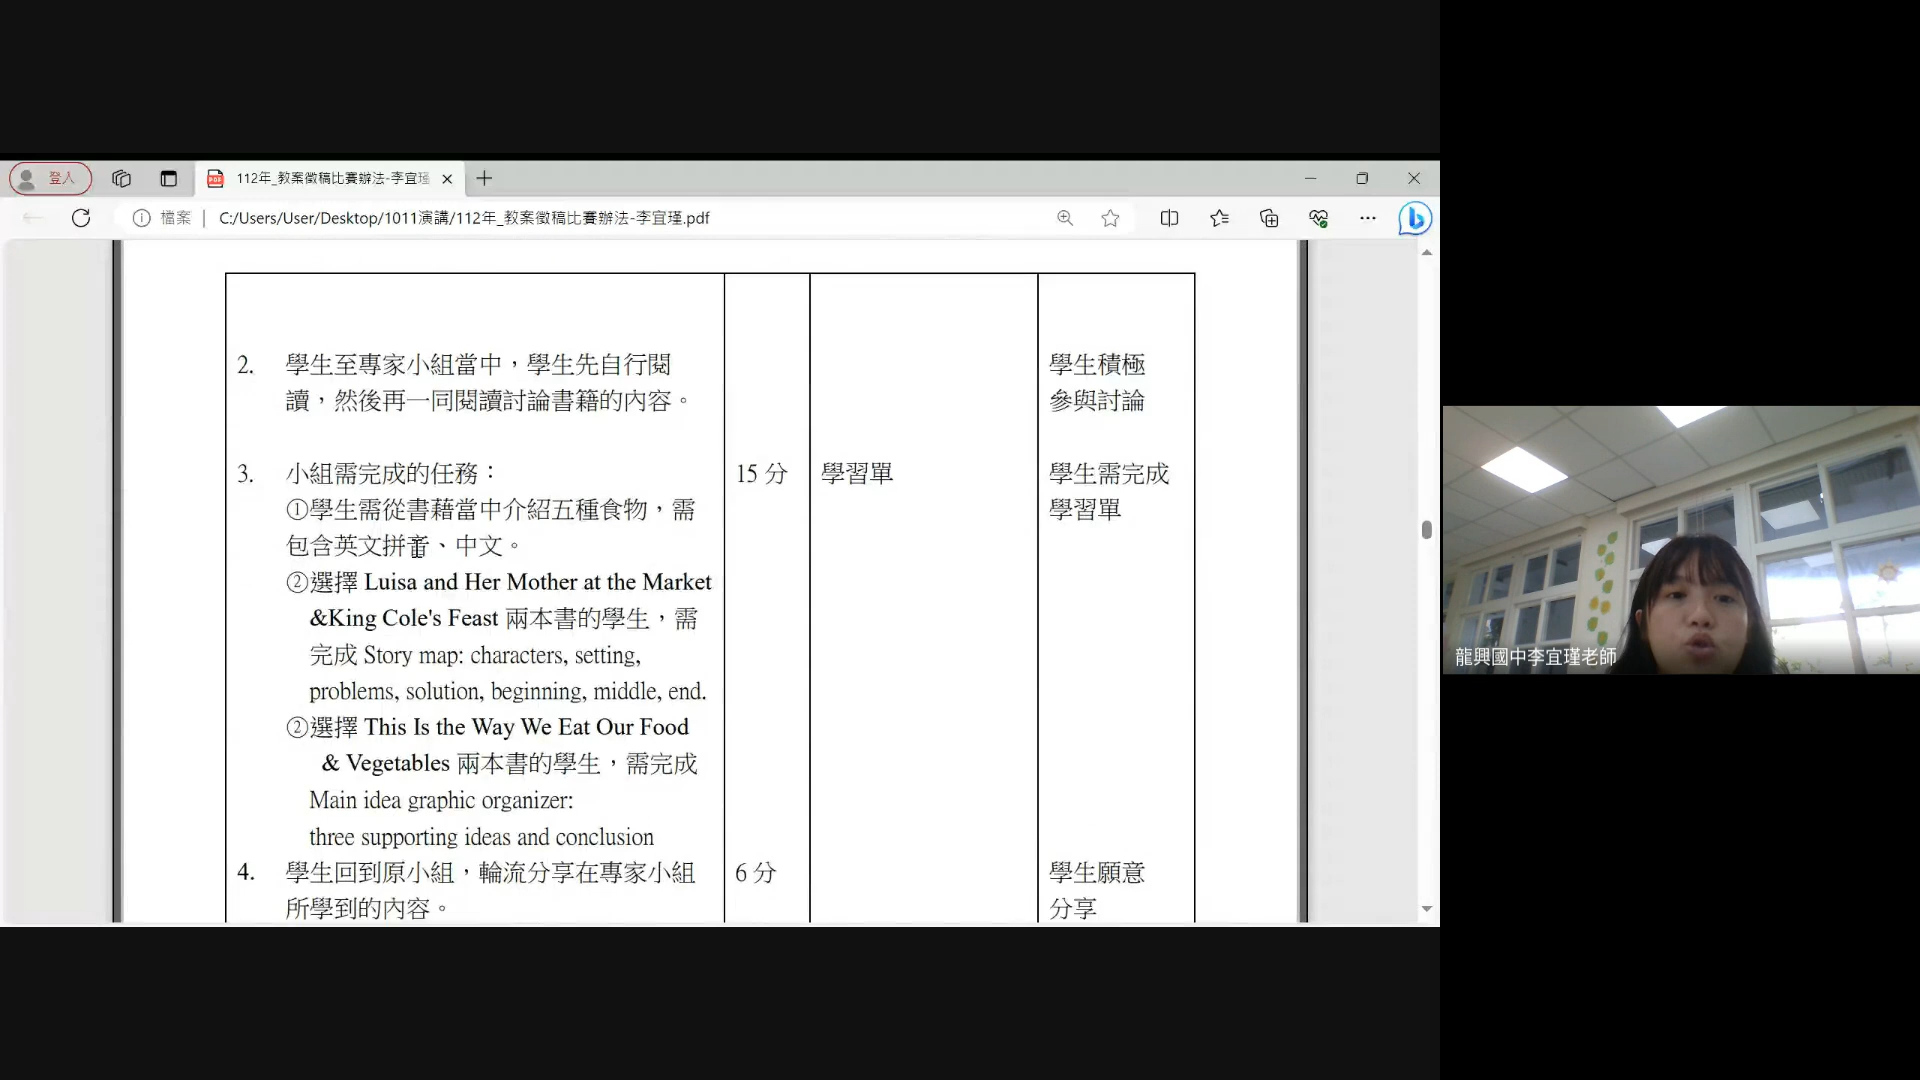 登入
112年_教案徵稿比賽辦法-李宜瑾
檔案
C:/Users/User/Desktop/1011演講/112年_教案徵稿比賽辦法-李宜瑾.pdf
2. 學生至專家小組當中，學生先自行閱
讀，然後再一同閱讀討論書籍的內容。
學生積極
參與討論
3. 小組需完成的任務：
15 分
學習單
學生需完成
學習單
①學生需從書藉當中介紹五種食物，需
包含英文拼音、中文。
②選擇 Luisa and Her Mother at the Market
&King Cole's Feast 兩本書的學生，需
完成 Story map: characters, setting,
problems, solution, beginning, middle, end.
②選擇 This Is the Way We Eat Our Food
& Vegetables 兩本書的學生，需完成
Main idea graphic organizer:
three supporting ideas and conclusion
4. 學生回到原小組，輪流分享在專家小組
所學到的內容。
6 分
學生願意
分享
龍興國中李宜瑾老師